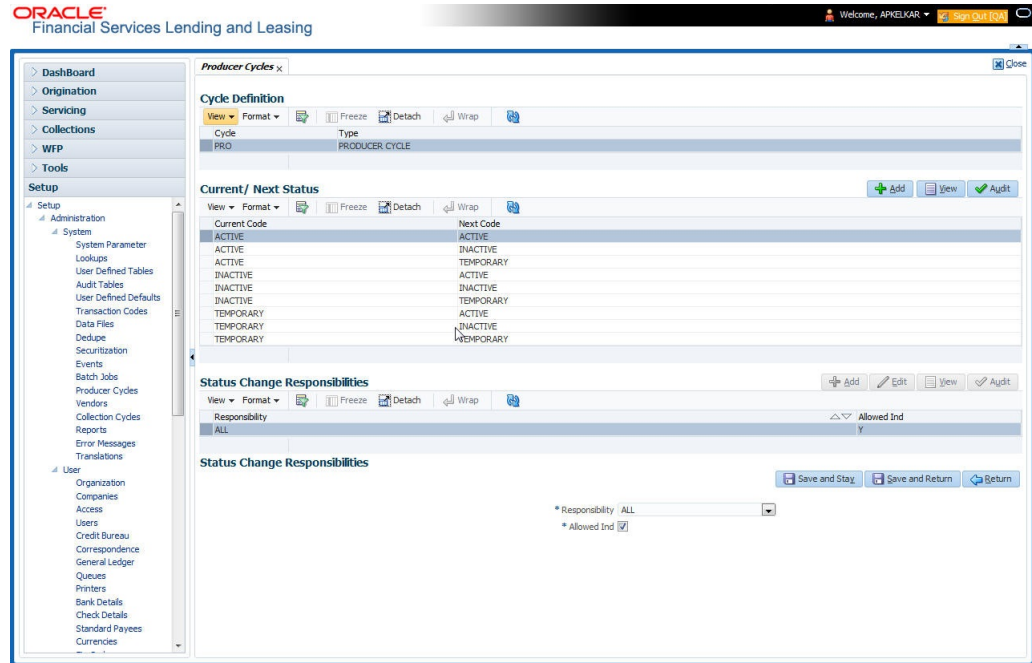 ORACLE
Financial Services Lending and Leasing
Welcome, APKELKAR
Sign Out [QA]
DashBoard
Origination
Servicing
Collections
WFP
Tools
Setup
Setup
Administration
System
System Parameter
Lookups
User Defined Tables
Audit Tables
User Defined Defaults
Transaction Codes
Data Files
Dedupe
Securitization
Events
Batch Jobs
Producer Cycles
Vendors
Collection Cycles
Reports
Error Messages
Translations
User
Organization
Companies
Access
Users
Credit Bureau
Correspondence
General Ledger
Queues
Printers
Bank Details
Check Details
Standard Payees
Currencies
Producer Cycles x
Close
Cycle Definition
View Format Freeze Detach Wrap
Cycle Type
PRO PRODUCER CYCLE
Current/ Next Status
Add View Audit
View Format Freeze Detach Wrap
Current Code Next Code
ACTIVE ACTIVE
ACTIVE INACTIVE
ACTIVE TEMPORARY
INACTIVE ACTIVE
INACTIVE INACTIVE
INACTIVE TEMPORARY
TEMPORARY ACTIVE
TEMPORARY INACTIVE
TEMPORARY TEMPORARY
Status Change Responsibilities
Add Edit View Audit
View Format Freeze Detach Wrap
Responsibility Allowed Ind
ALL Y
Status Change Responsibilities
Save and Stay Save and Return Return
* Responsibility ALL
* Allowed Ind